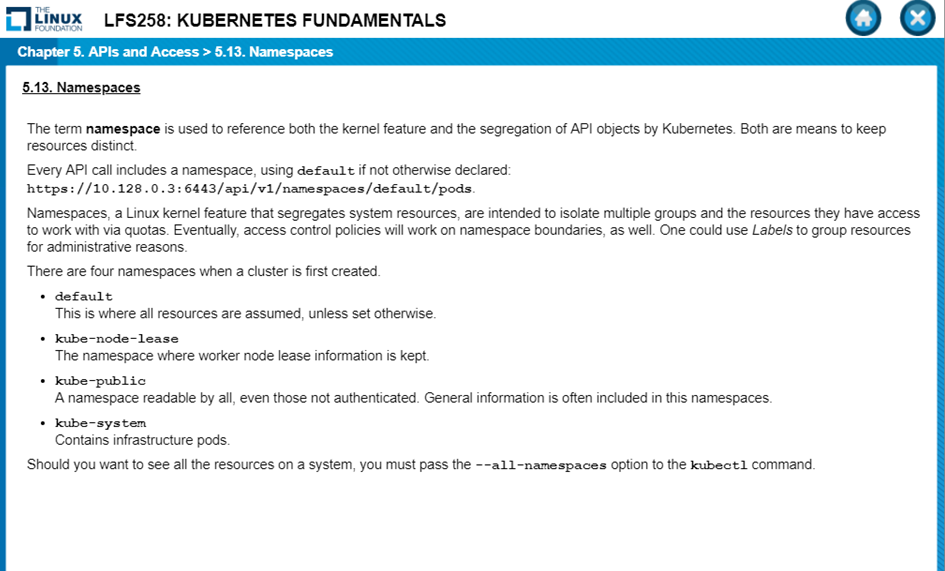 THE
LINUX
FOUNDATION
LFS258: KUBERNETES FUNDAMENTALS
Chapter 5. APIs and Access > 5.13. Namespaces
5.13. Namespaces
The term namespace is used to reference both the kernel feature and the segregation of API objects by Kubernetes. Both are means to keep
resources distinct.
Every API call includes a namespace, using default if not otherwise declared:
https://10.128.0.3:6443/api/v1/namespaces/default/pods.
Namespaces, a Linux kernel feature that segregates system resources, are intended to isolate multiple groups and the resources they have access
to work with via quotas. Eventually, access control policies will work on namespace boundaries, as well. One could use Labels to group resources
for administrative reasons.
There are four namespaces when a cluster is first created.
• default
This is where all resources are assumed, unless set otherwise.
• kube-node-lease
The namespace where worker node lease information is kept.
• kube-public
A namespace readable by all, even those not authenticated. General information is often included in this namespaces.
• kube-system
Contains infrastructure pods.
Should you want to see all the resources on a system, you must pass the --all-namespaces option to the kubectl command.